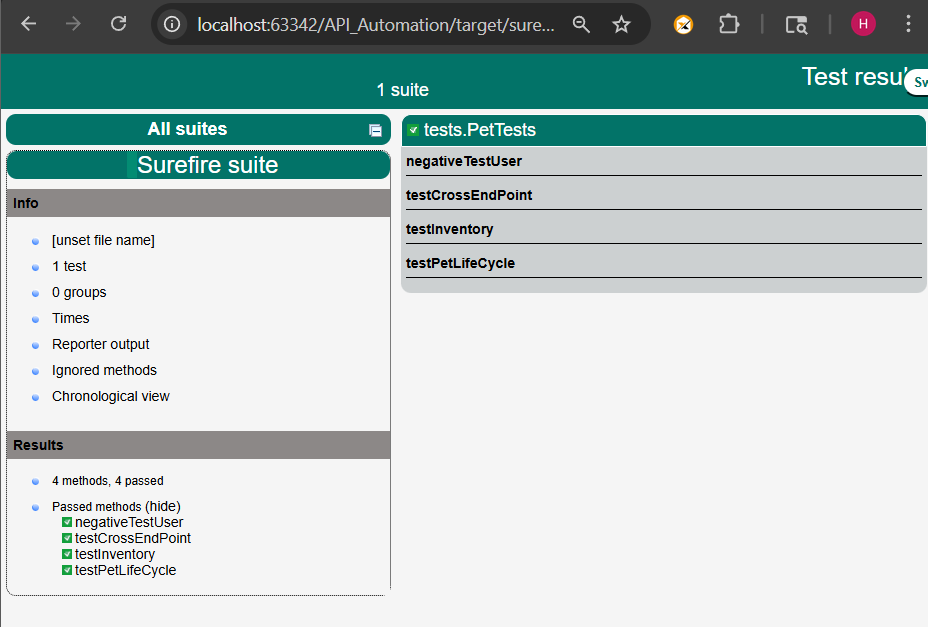 localhost:63342/API_Automation/target/sure...
H
Test resu
Sw
1 suite
All suites
Surefire suite
Info
[unset file name]
1 test
0 groups
Times
Reporter output
Ignored methods
Chronological view
Results
4 methods, 4 passed
Passed methods (hide)
negativeTestUser
testCrossEndPoint
testInventory
testPetLifeCycle
tests.PetTests
negativeTestUser
testCrossEndPoint
testInventory
testPetLifeCycle